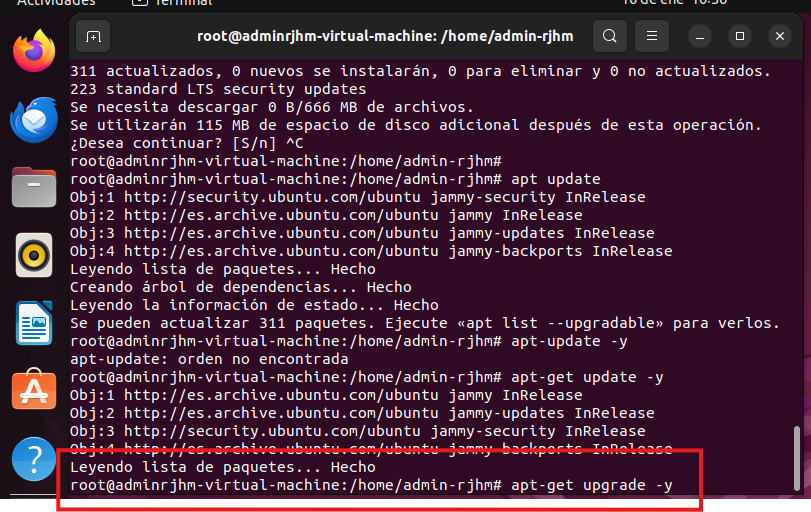 Actividades
Terminal
root@adminrjhm-virtual-machine: /home/admin-rjhm
311 actualizados, 0 nuevos se instalarán, 0 para eliminar y 0 no actualizados.
223 standard LTS security updates
Se necesita descargar 0 B/666 MB de archivos.
Se utilizarán 115 MB de espacio de disco adicional después de esta operación.
¿Desea continuar? [S/n] ^C
root@adminrjhm-virtual-machine:/home/admin-rjhm#
root@adminrjhm-virtual-machine:/home/admin-rjhm# apt update
Obj:1 http://security.ubuntu.com/ubuntu jammy-security InRelease
Obj:2 http://es.archive.ubuntu.com/ubuntu jammy InRelease
Obj:3 http://es.archive.ubuntu.com/ubuntu jammy-updates InRelease
Obj:4 http://es.archive.ubuntu.com/ubuntu jammy-backports InRelease
Leyendo lista de paquetes... Hecho
Creando árbol de dependencias... Hecho
Leyendo la información de estado... Hecho
Se pueden actualizar 311 paquetes. Ejecute «apt list --upgradable» para verlos.
root@adminrjhm-virtual-machine:/home/admin-rjhm# apt-update -y
apt-update: orden no encontrada
root@adminrjhm-virtual-machine:/home/admin-rjhm# apt-get update -y
Obj:1 http://es.archive.ubuntu.com/ubuntu jammy InRelease
Obj:2 http://es.archive.ubuntu.com/ubuntu jammy-updates InRelease
Obj:3 http://security.ubuntu.com/ubuntu jammy-security InRelease
Obj:4 http://es.archive.ubuntu.com/ubuntu jammy-backports InRelease
Leyendo lista de paquetes... Hecho
root@adminrjhm-virtual-machine:/home/admin-rjhm# apt-get upgrade -y